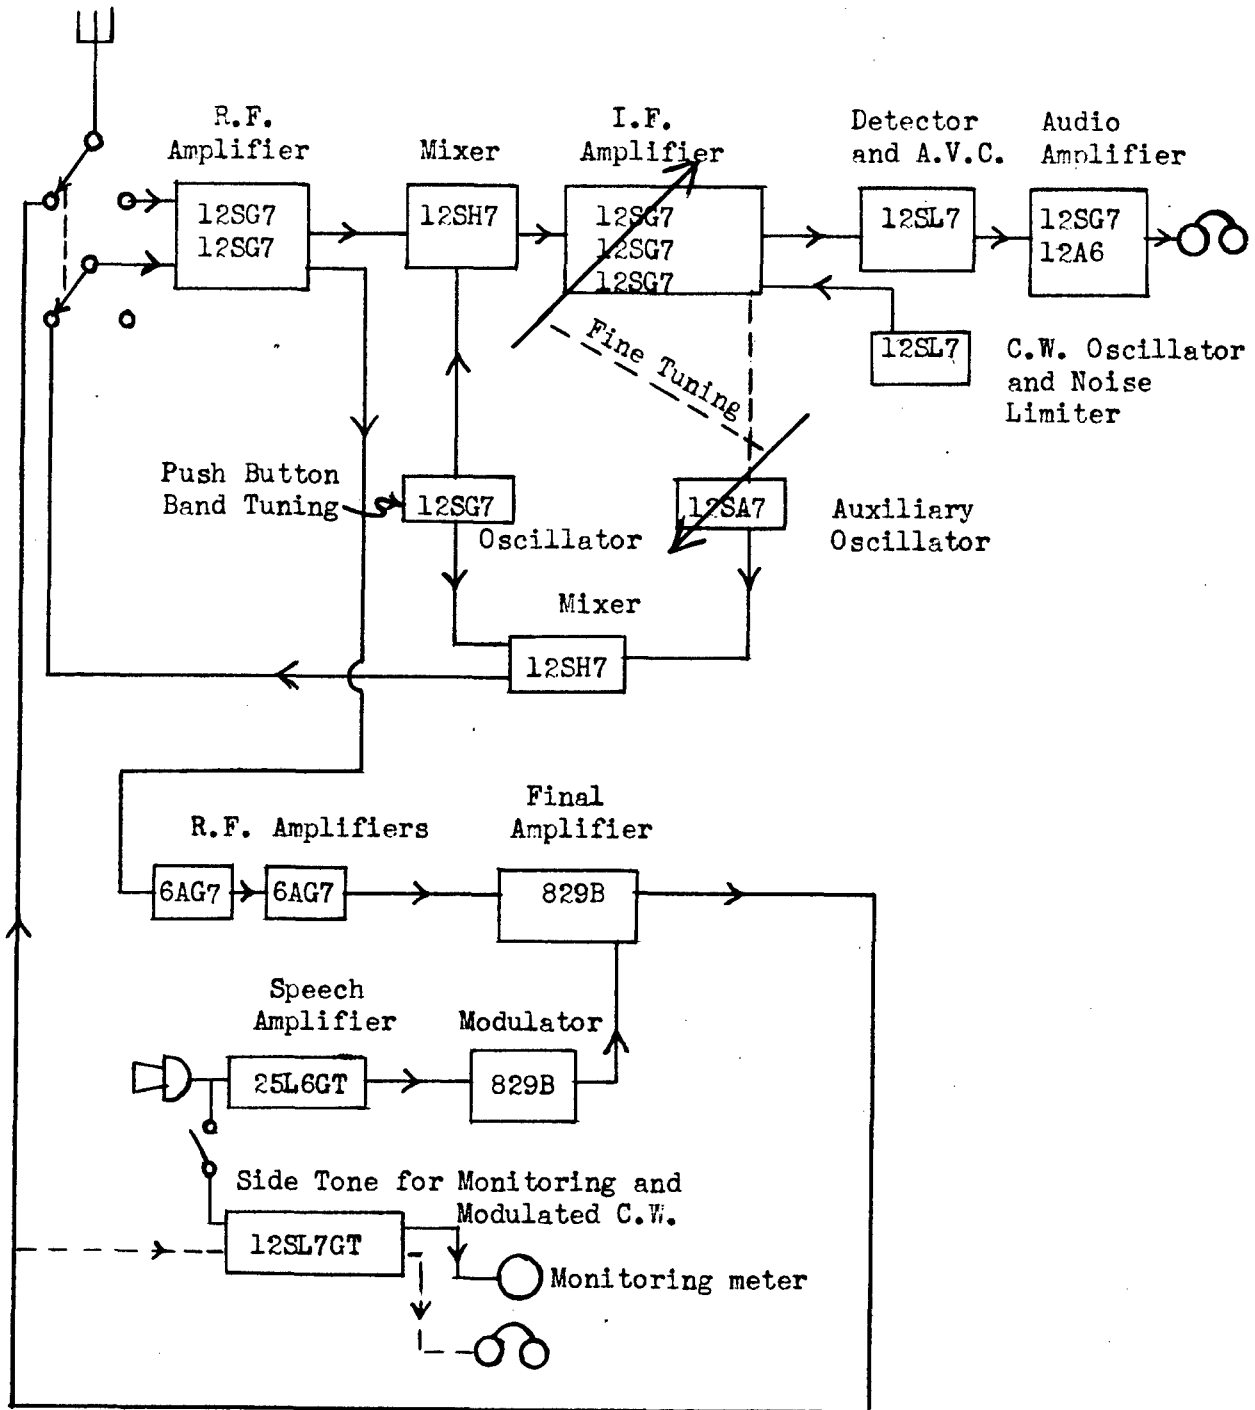 R.F.
Amplifier
Mixer
I.F.
Amplifier
Detector
and A.V.C.
Audio
Amplifier
12SG7
12SG7
12SH7
12SG7
12SG7
12SG7
12SL7
12SG7
12A6
Fine Tuning
12SL7
C.W. Oscillator
and Noise
Limiter
Push Button
Band Tuning
12SG7
Oscillator
12SA7
Auxiliary
Oscillator
Mixer
12SH7
R.F. Amplifiers
Final
Amplifier
6AG7
6AG7
829B
Speech
Amplifier
Modulator
25L6GT
829B
Side Tone for Monitoring and
Modulated C.W.
12SL7GT
Monitoring meter